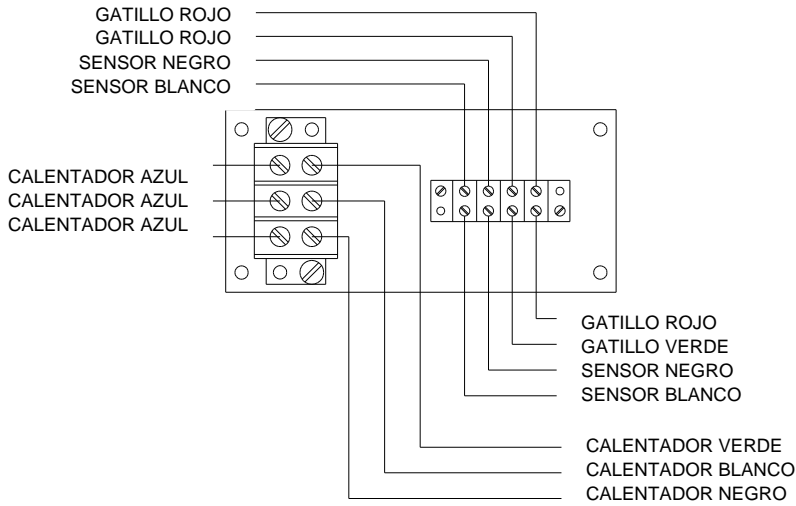 GATILLO ROJO
GATILLO ROJO
SENSOR NEGRO
SENSOR BLANCO
CALENTADOR AZUL
CALENTADOR AZUL
CALENTADOR AZUL
GATILLO ROJO
GATILLO VERDE
SENSOR NEGRO
SENSOR BLANCO
CALENTADOR VERDE
CALENTADOR BLANCO
CALENTADOR NEGRO